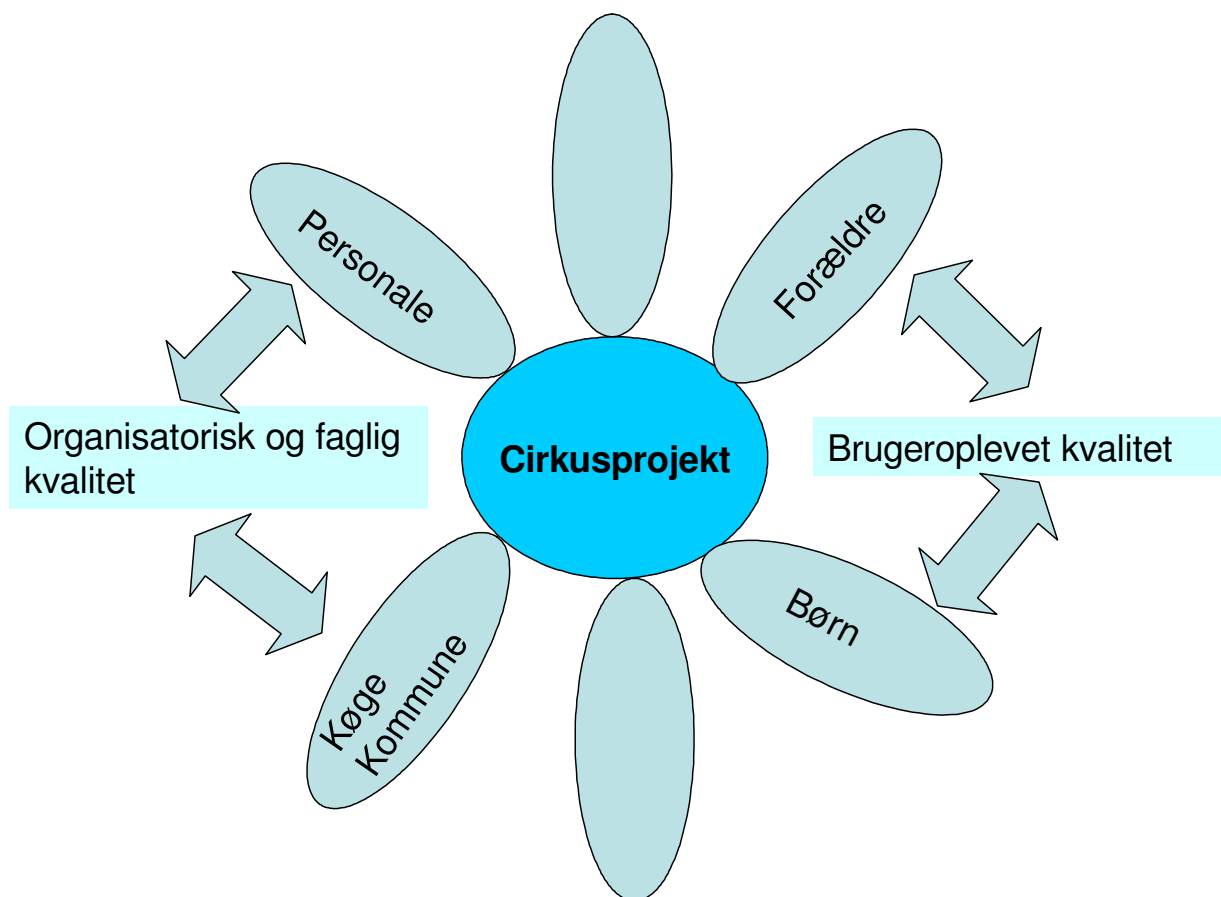 Personale
Forældre
Organisatorisk og faglig
kvalitet
Cirkusprojekt
Brugeroplevet kvalitet
Børn
Køge
Kommune